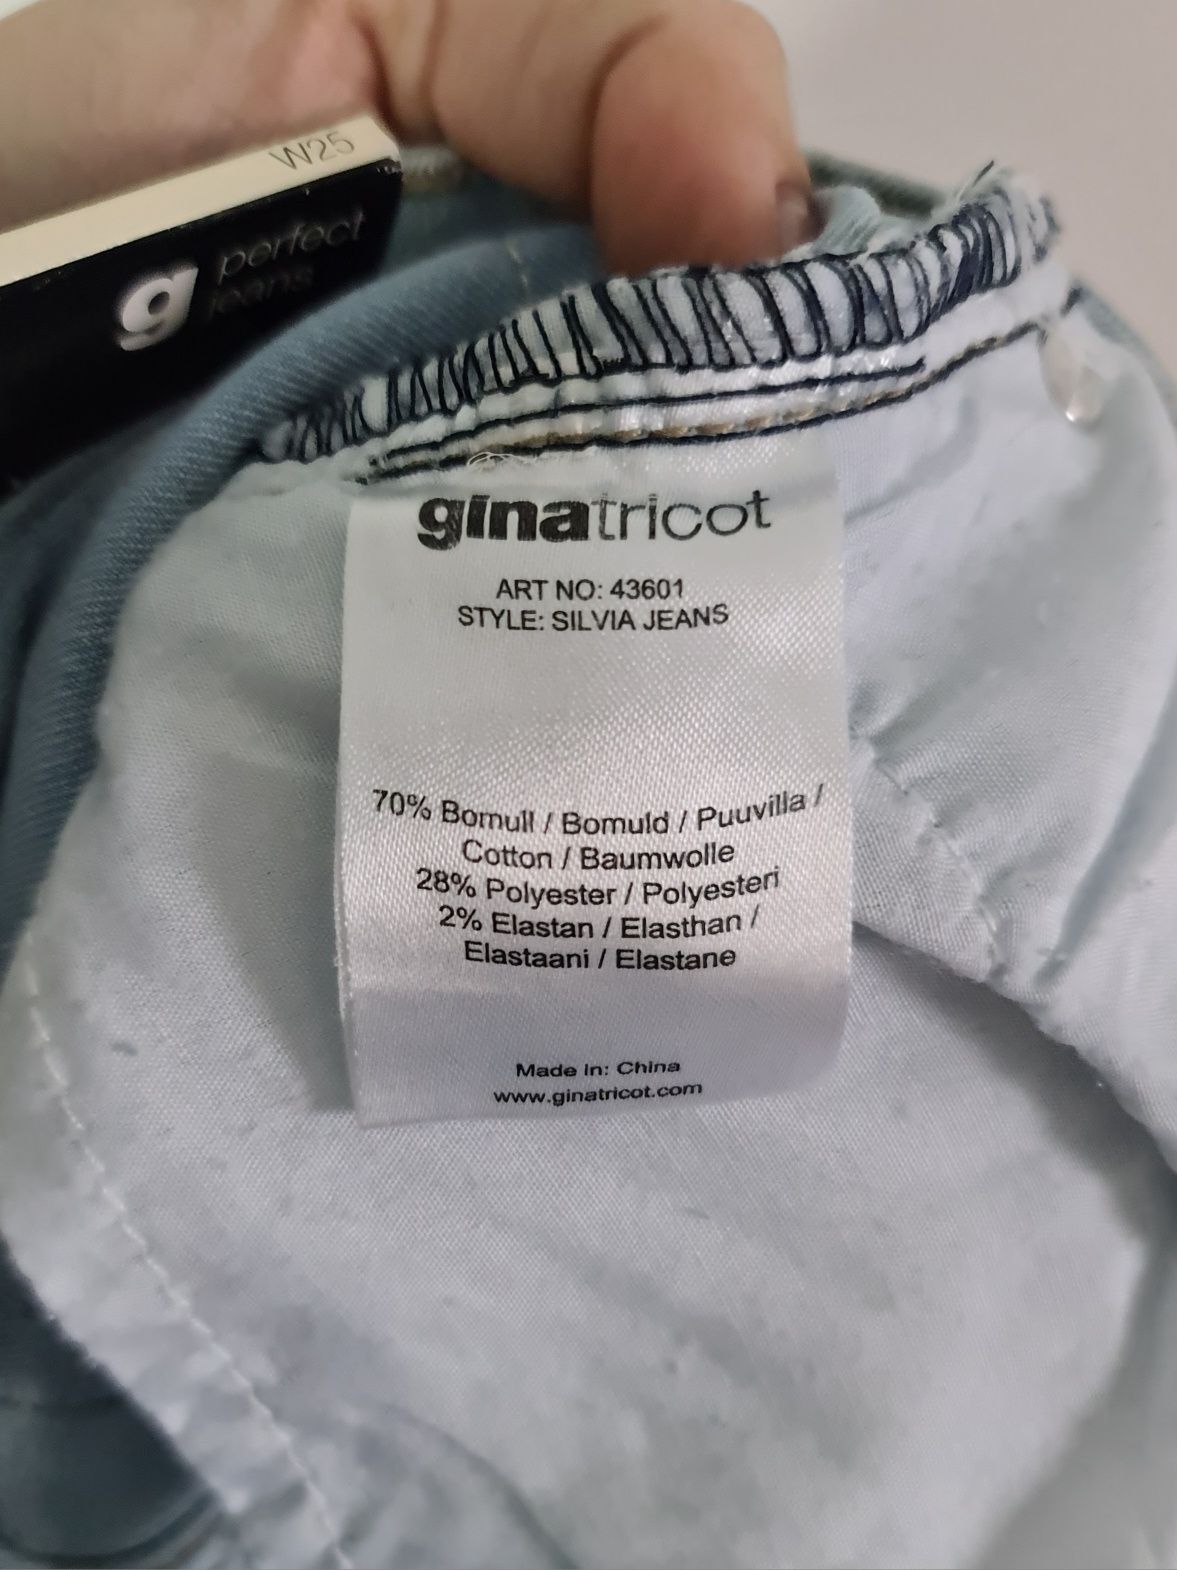 W25
g perfect
jeans
ginatricot
ART NO: 43601
STYLE: SILVIA JEANS
70% Bomull / Bomuld / Puuvilla /
Cotton / Baumwolle
28% Polyester / Polyesteri
2% Elastan / Elasthan /
Elastaani / Elastane
Made in: China
www.ginatricot.com